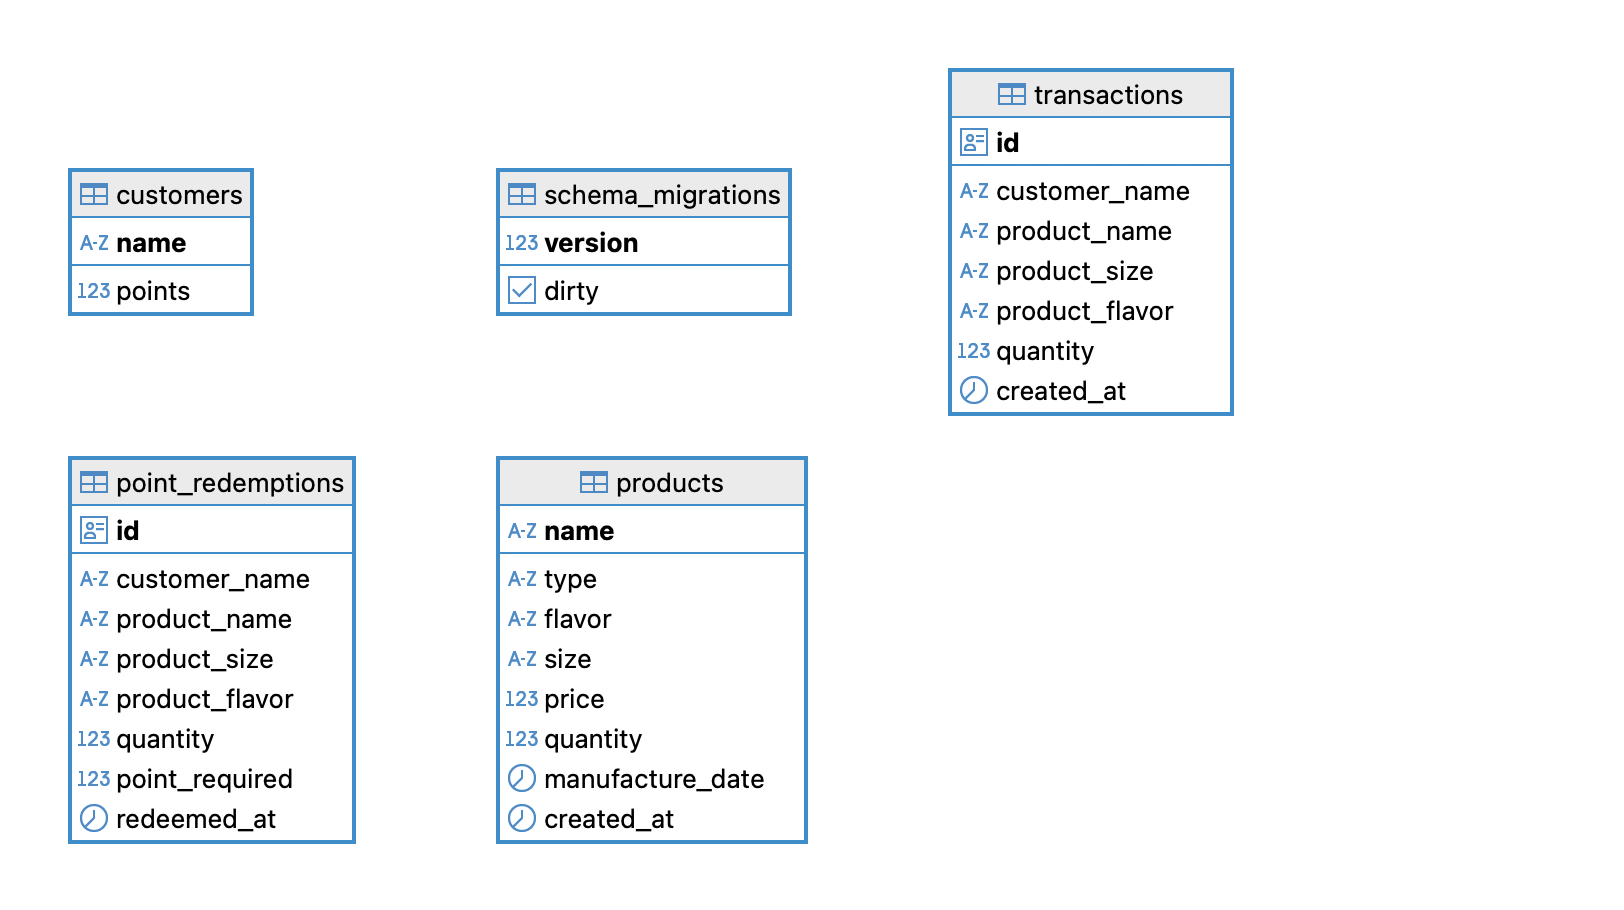 customers
A-Z name
123 points
schema_migrations
123 version
dirty
transactions
id
A-Z customer_name
A-Z product_name
A-Z product_size
A-Z product_flavor
123 quantity
created_at
point_redemptions
id
A-Z customer_name
A-Z product_name
A-Z product_size
A-Z product_flavor
123 quantity
123 point_required
redeemed_at
products
A-Z name
A-Z type
A-Z flavor
A-Z size
123 price
123 quantity
manufacture_date
created_at